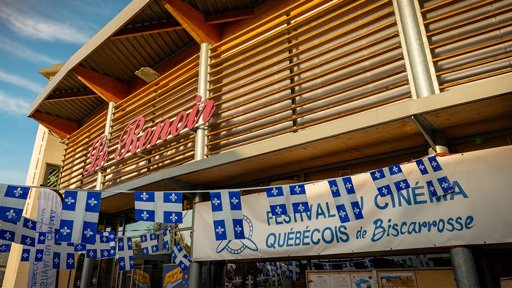 Le Renoir
FESTIVAL DU CINÉMA
QUÉBÉCOIS de BISCARROSSE